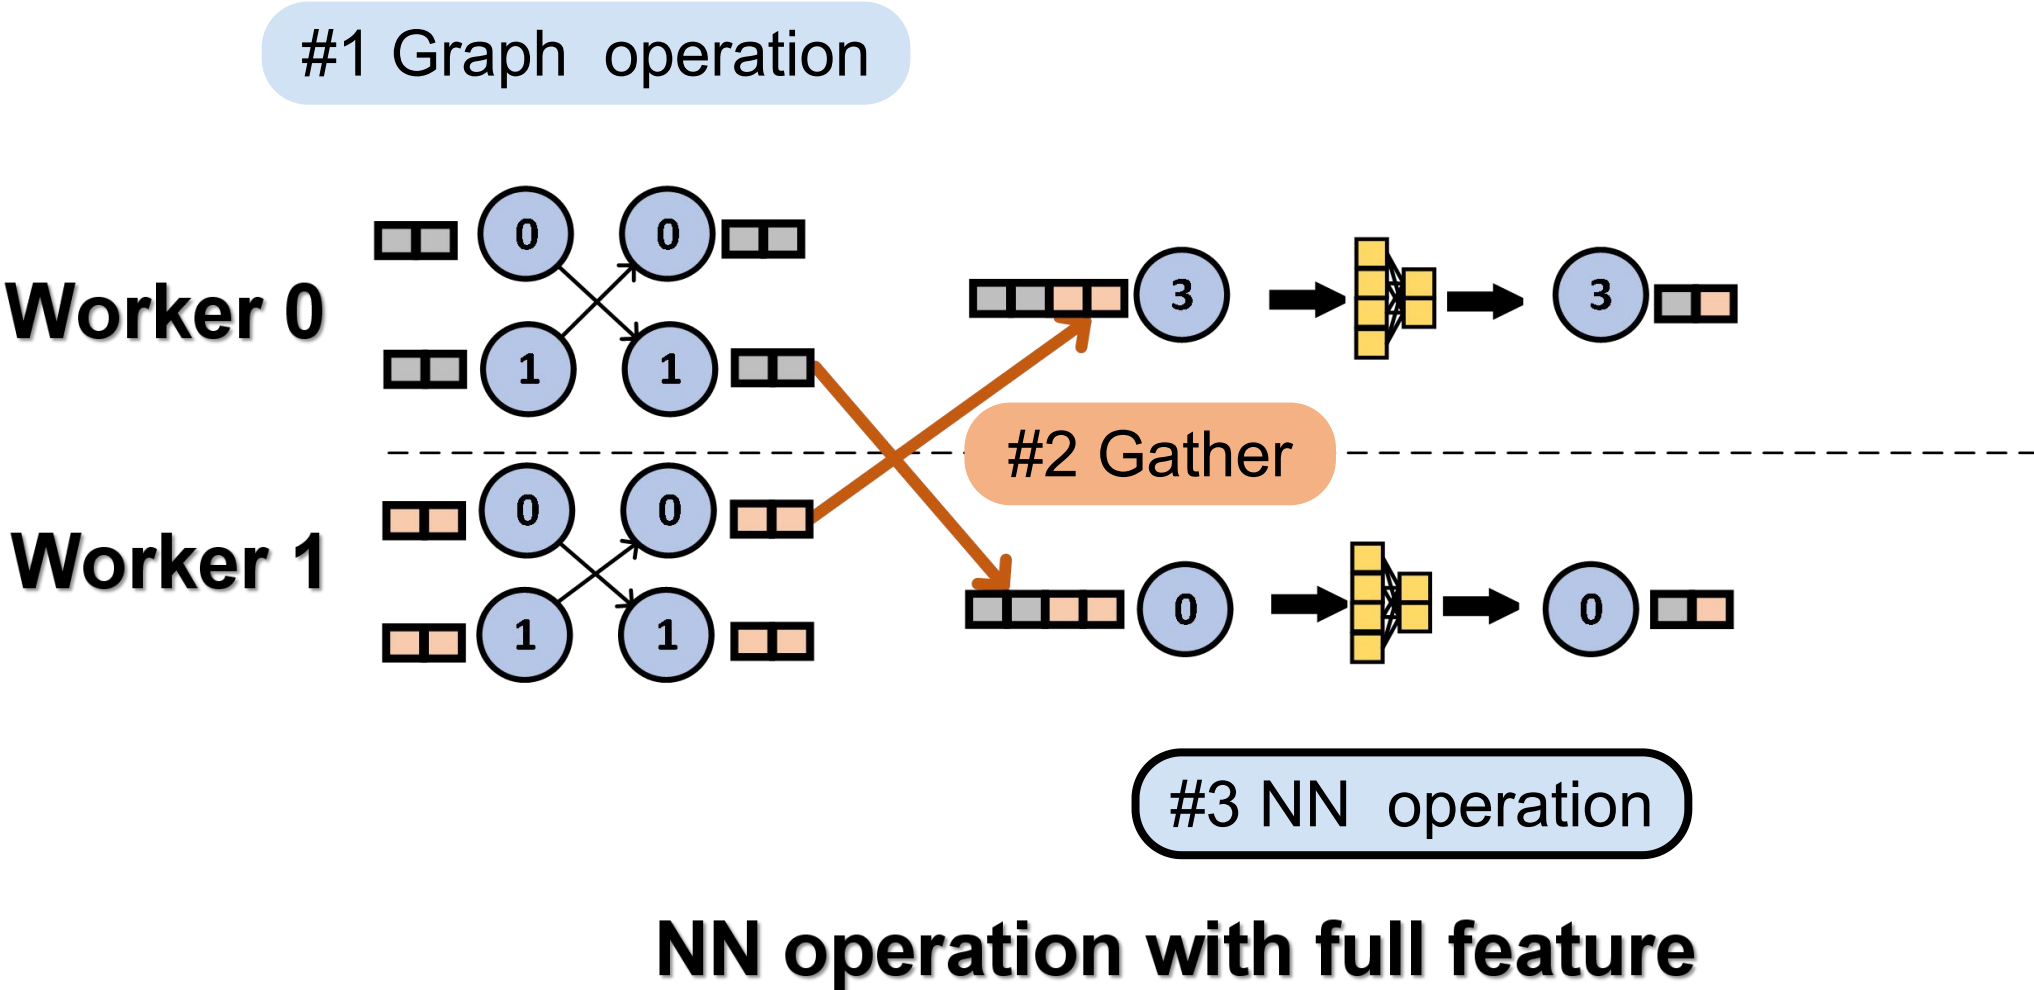 #1 Graph operation
0 0
Worker 0
3 3
1 1
#2 Gather
0 0
Worker 1
0 0
1 1
#3 NN operation
NN operation with full feature